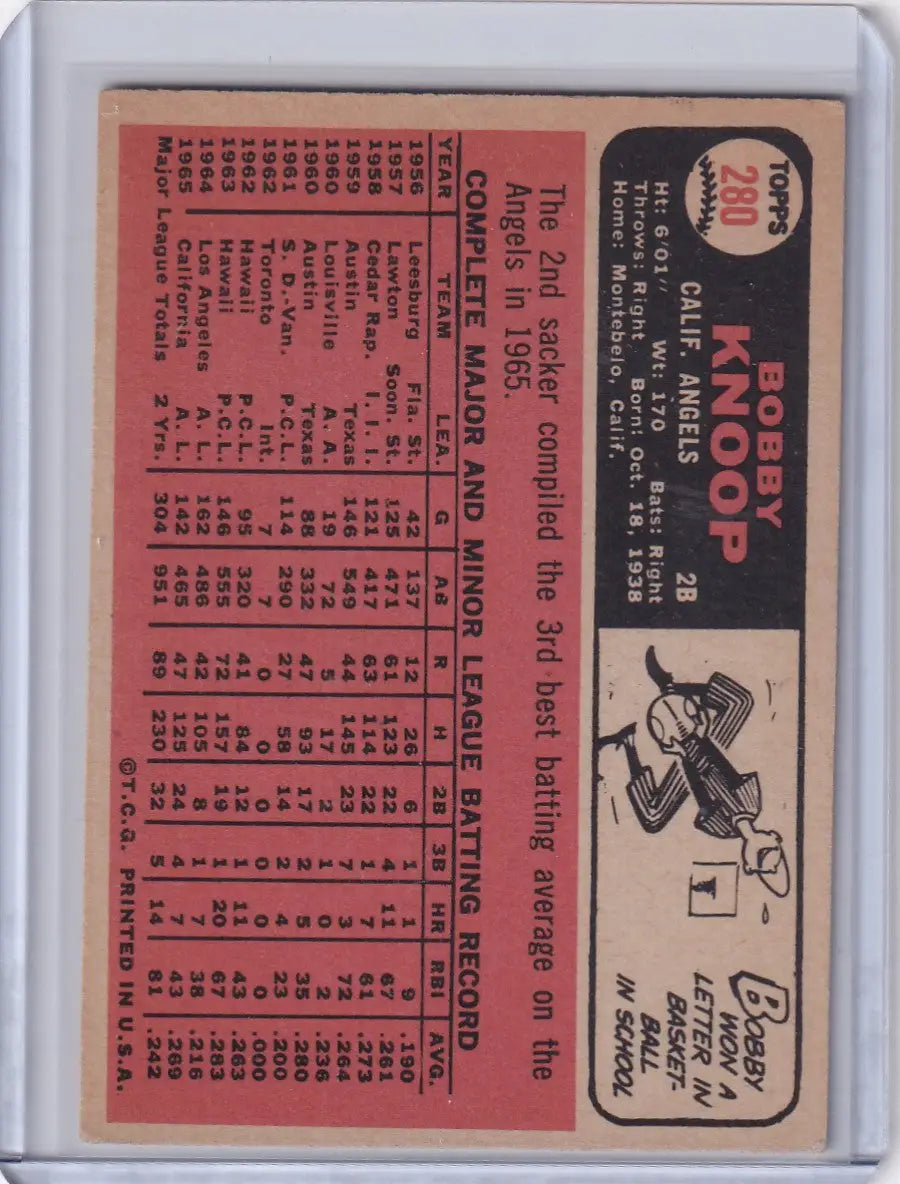 TOPPS
280
BOBBY
KNOOP
CALIF. ANGELS 2B
Ht: 6'01" Wt: 170 Bats: Right
Throws: Right Born: Oct. 18, 1938
Home: Montebelo, Calif.
BOBBY
WON A
LETTER IN
BASKET-
BALL
IN SCHOOL
The 2nd sacker compiled the 3rd best batting average on the
Angels in 1965.
COMPLETE MAJOR AND MINOR LEAGUE BATTING RECORD
YEAR TEAM LEA. G AB R H 2B 3B HR RBI AVG.
1956 Leesburg Fla. St. 42 137 12 26 6 1 1 9 .190
1957 Lawton Soon. St. 125 471 61 123 22 4 11 67 .261
1958 Cedar Rap. I. I. I. 121 417 63 114 22 1 7 61 .273
1959 Austin Texas 146 549 44 145 23 7 3 72 .264
1960 Louisville A. A. 19 72 5 17 2 1 0 2 .236
1960 Austin Texas 88 332 47 93 17 2 5 35 .280
1961 S. D.-Van. P.C.L. 114 290 27 58 14 2 4 23 .200
1962 Toronto Int. 7 7 0 0 0 0 0 0 .000
1962 Hawaii P.C.L. 95 320 41 84 12 1 11 43 .263
1963 Hawaii P.C.L. 146 555 72 157 19 1 20 67 .283
1964 Los Angeles A. L. 162 486 42 105 8 1 7 38 .216
1965 California A. L. 142 465 47 125 24 4 7 43 .269
Major League Totals 2 Yrs. 304 951 89 230 32 5 14 81 .242
©T.C.G. PRINTED IN U.S.A.